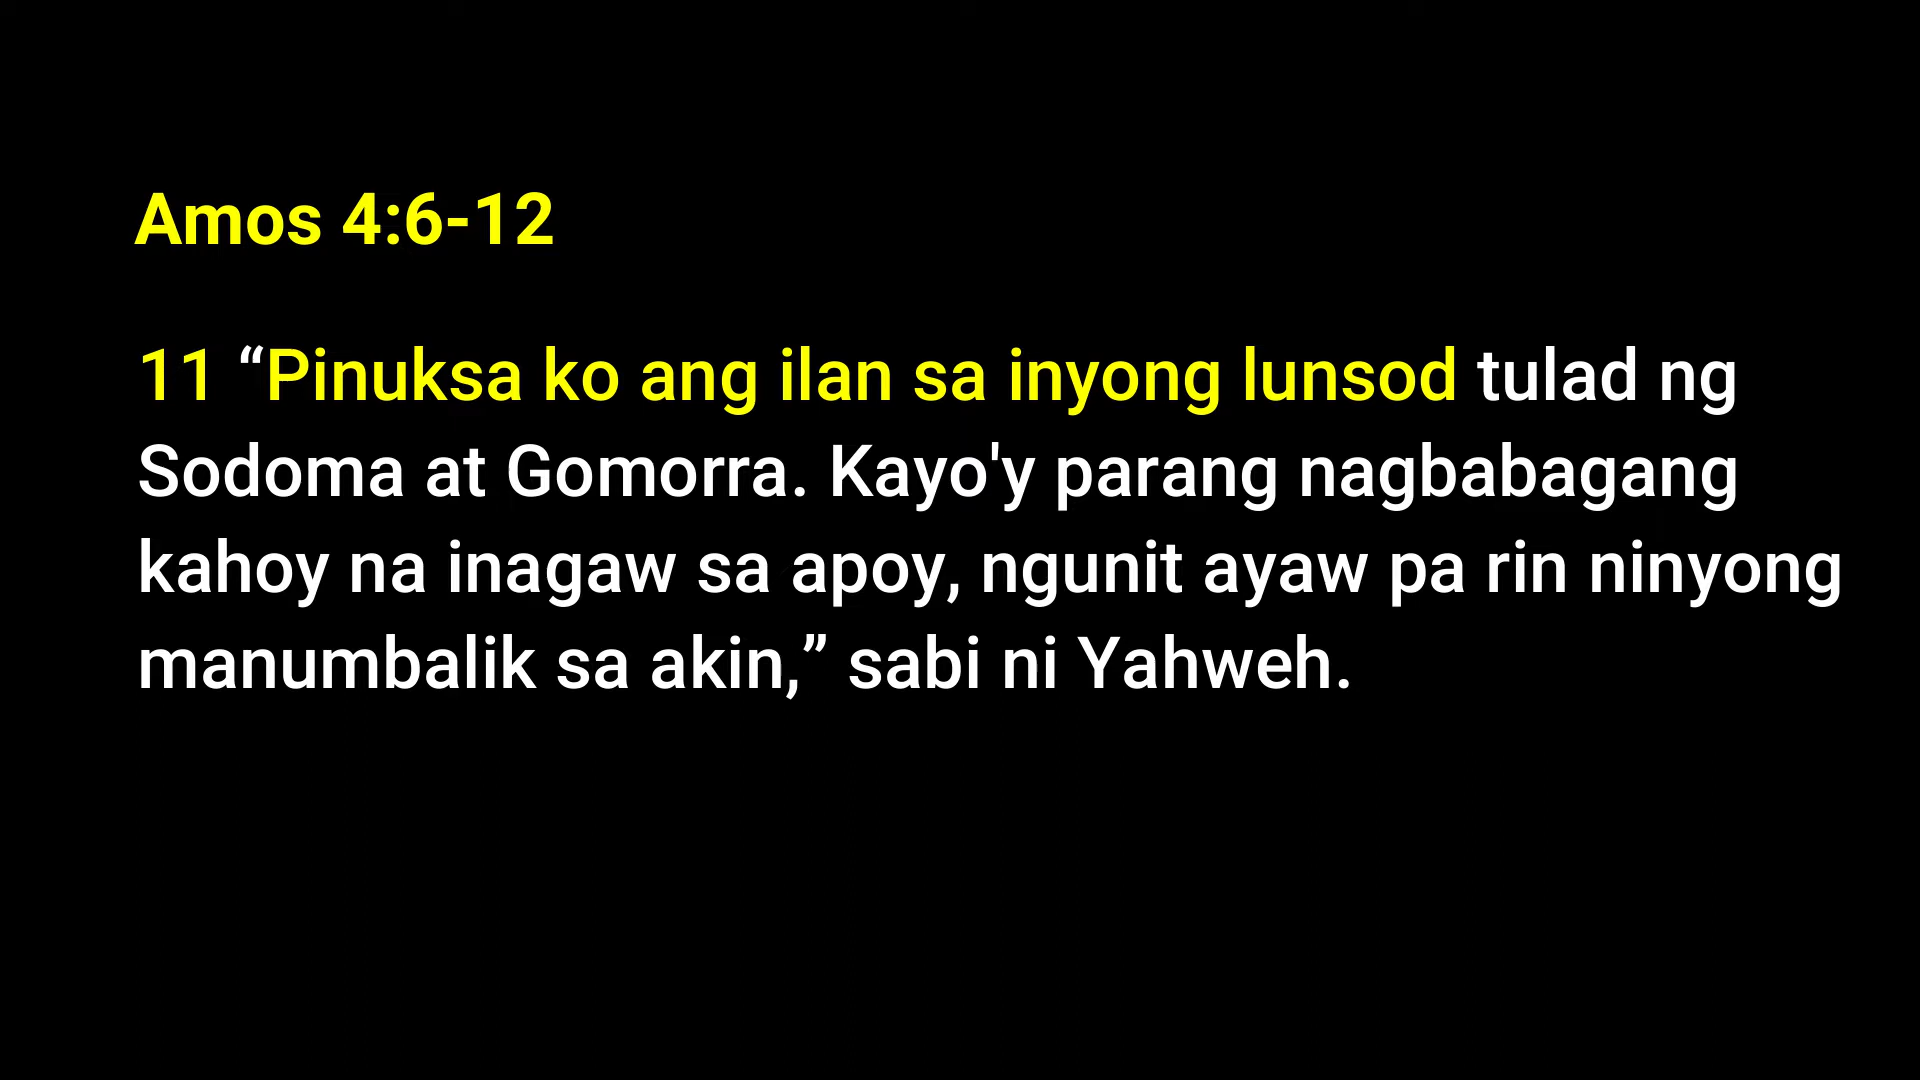 Amos 4:6-12
11 “Pinuksa ko ang ilan sa inyong lunsod tulad ng
Sodoma at Gomorra. Kayo'y parang nagbabagang
kahoy na inagaw sa apoy, ngunit ayaw pa rin ninyong
manumbalik sa akin,” sabi ni Yahweh.